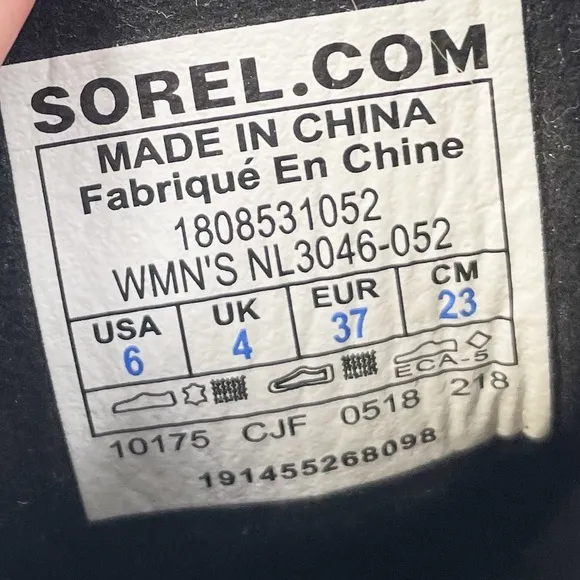 SOREL.COM
MADE IN CHINA
Fabriqué En Chine
1808531052
WMN'S NL3046-052
USA UK EUR CM
6 4 37 23
ECA-5
10175 CJF 0518 218
191455268098